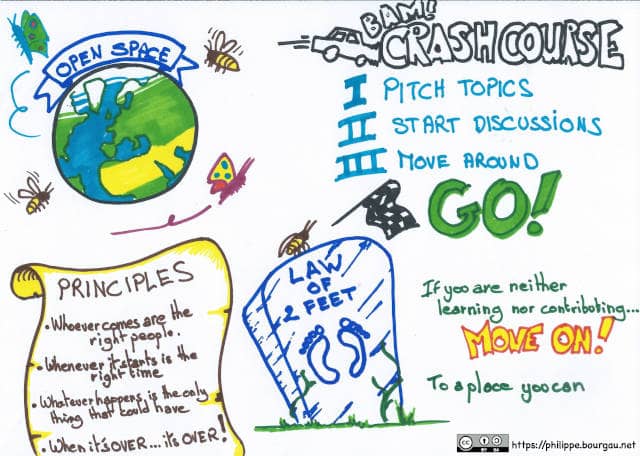 OPEN SPACE
BAM!
CRASH COURSE
I PITCH TOPICS
II START DISCUSSIONS
III MOVE AROUND
GO!
PRINCIPLES
• Whoever comes are the
right people.
• Whenever it starts is the
right time
• Whatever happens is the only
thing that could have
• When it's OVER... it's OVER!
LAW
OF
2 FEET
If you are neither
learning nor contributing...
MOVE ON!
To a place you can
cc BY SA
https://philippe.bourgau.net